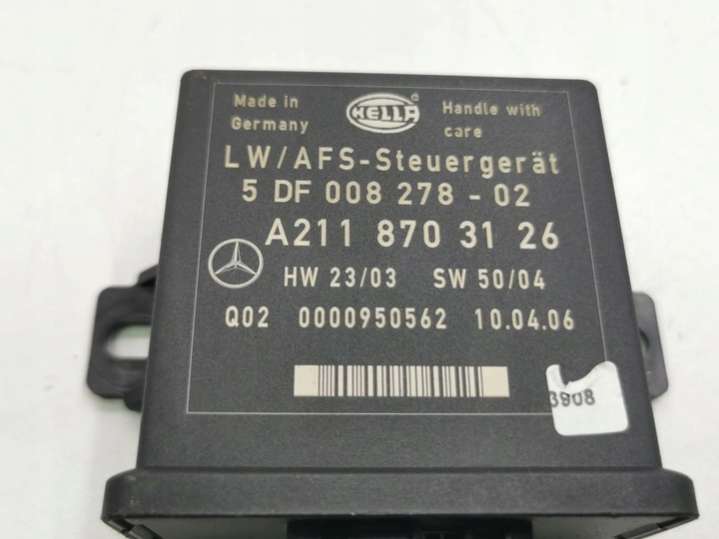 Made in
Germany
HELLA
Handle with
care
LW/AFS-Steuergerät
5 DF 008 278 - 02
A211 870 31 26
HW 23/03 SW 50/04
Q02 0000950562 10.04.06
3908